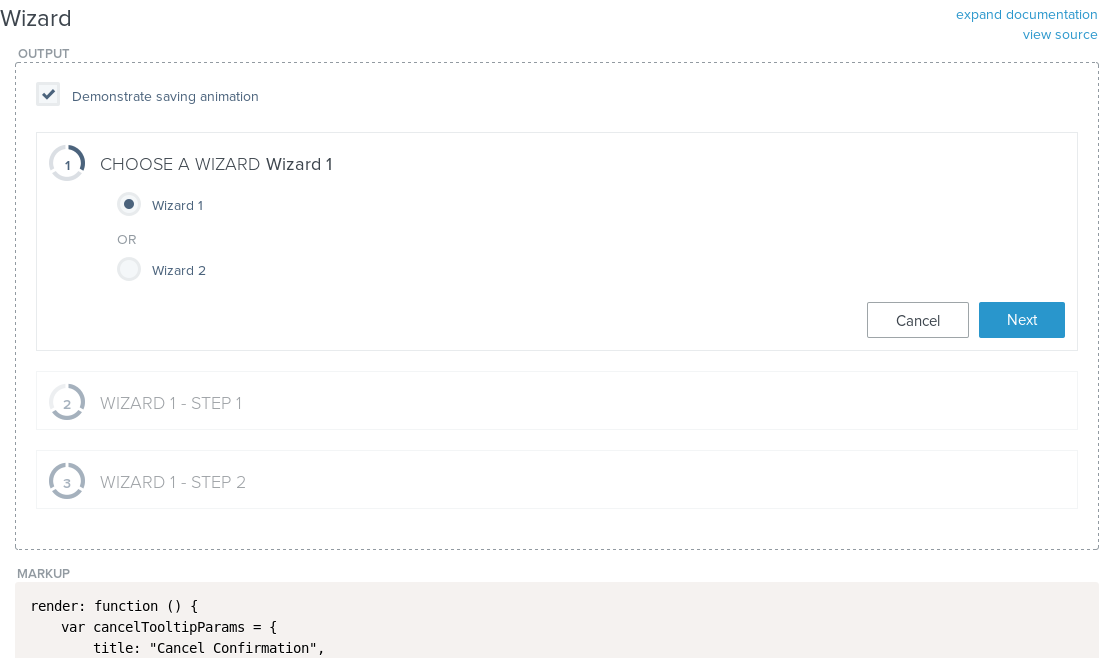 Wizard
expand documentation
view source
OUTPUT
Demonstrate saving animation
1 CHOOSE A WIZARD Wizard 1
Wizard 1
OR
Wizard 2
Cancel Next
2 WIZARD 1 - STEP 1
3 WIZARD 1 - STEP 2
MARKUP
render: function () {
    var cancelTooltipParams = {
        title: "Cancel Confirmation",